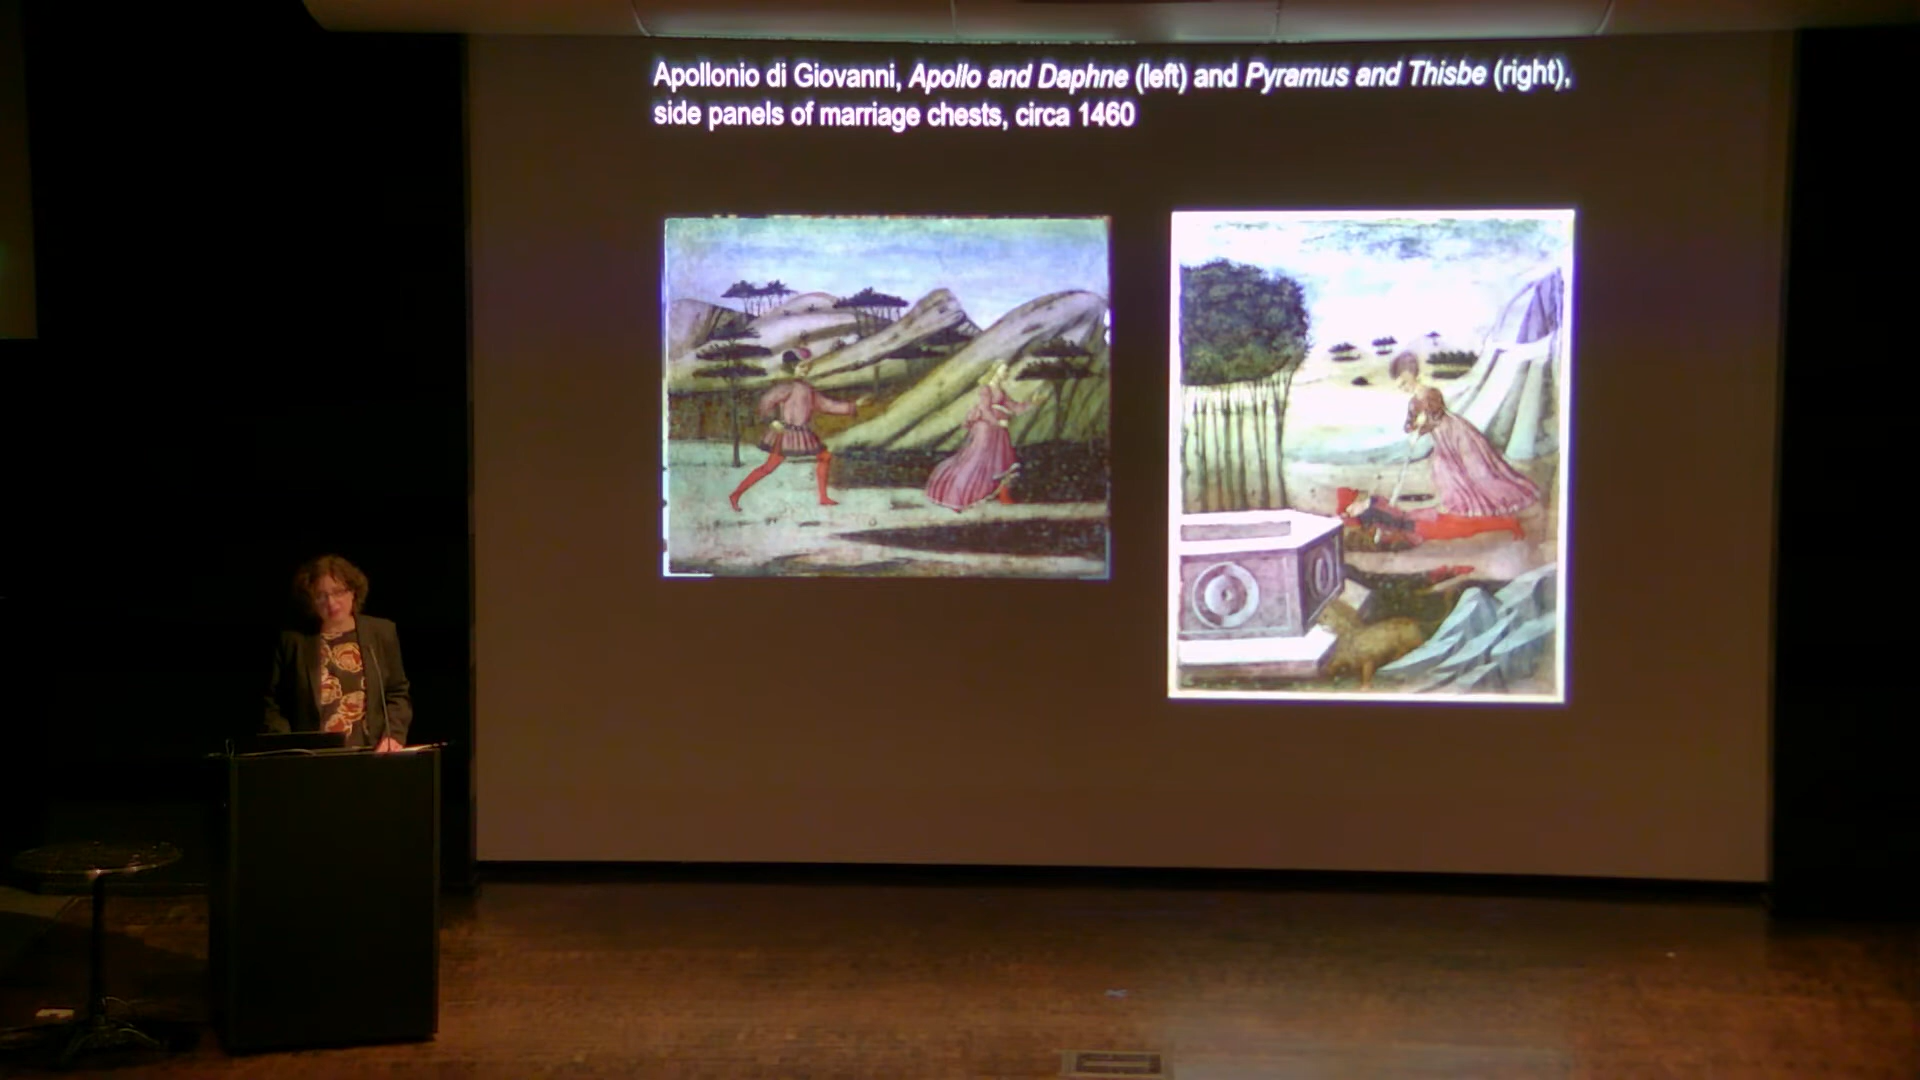 Apollonio di Giovanni, Apollo and Daphne (left) and Pyramus and Thisbe (right),
side panels of marriage chests, circa 1460